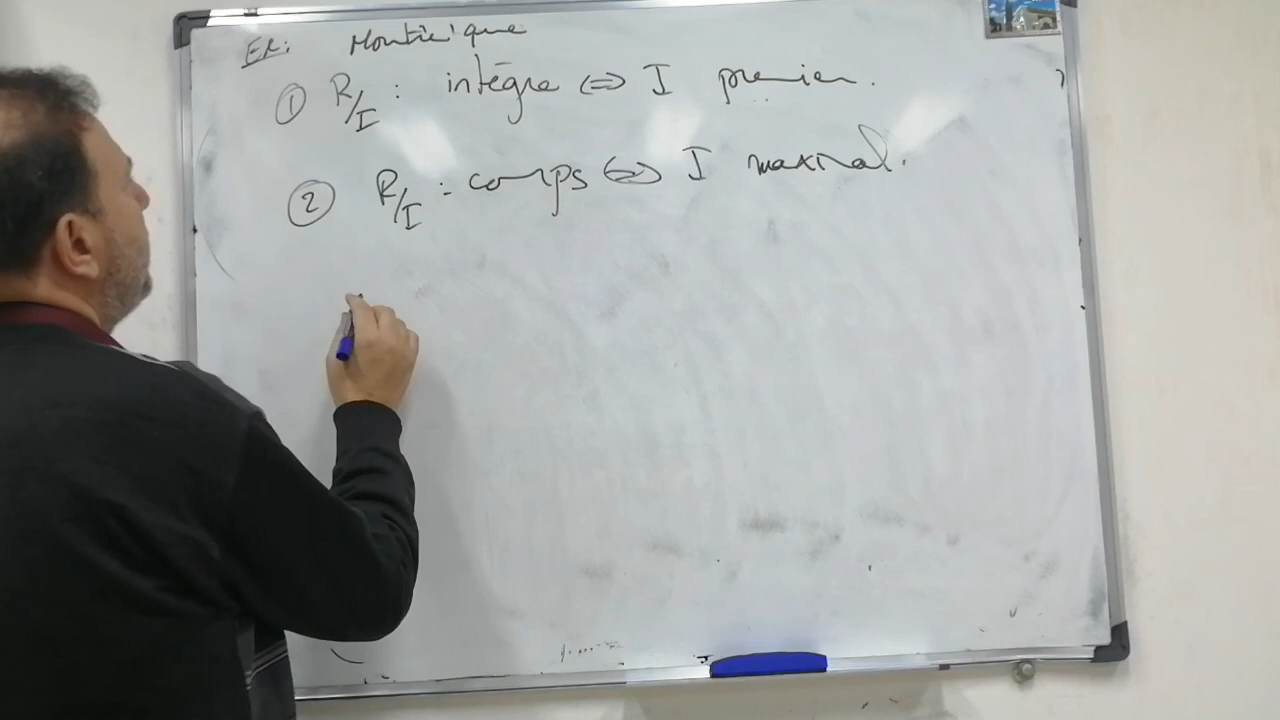 Ex: Montrer que
① R/I : intègre ⇔ I premier.
② R/I : corps ⇔ I maximal.